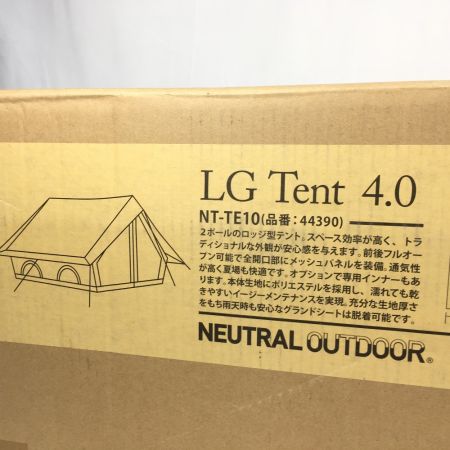 LG Tent 4.0
NT-TE10(品番：44390)
2ポールのロッジ型テント。スペース効率が高く、トラ
ディショナルな外観が安心感を与えます。前後フルオー
プン可能で全開口部にメッシュパネルを装備。通気性
が高く夏場も快適です。オプションで専用インナーもあ
ります。本体生地にポリエステルを採用し、濡れても乾
きやすいイージーメンテナンスを実現。充分な生地厚さ
をもち雨天時も安心なグランドシートは脱着可能です。
NEUTRAL OUTDOOR®